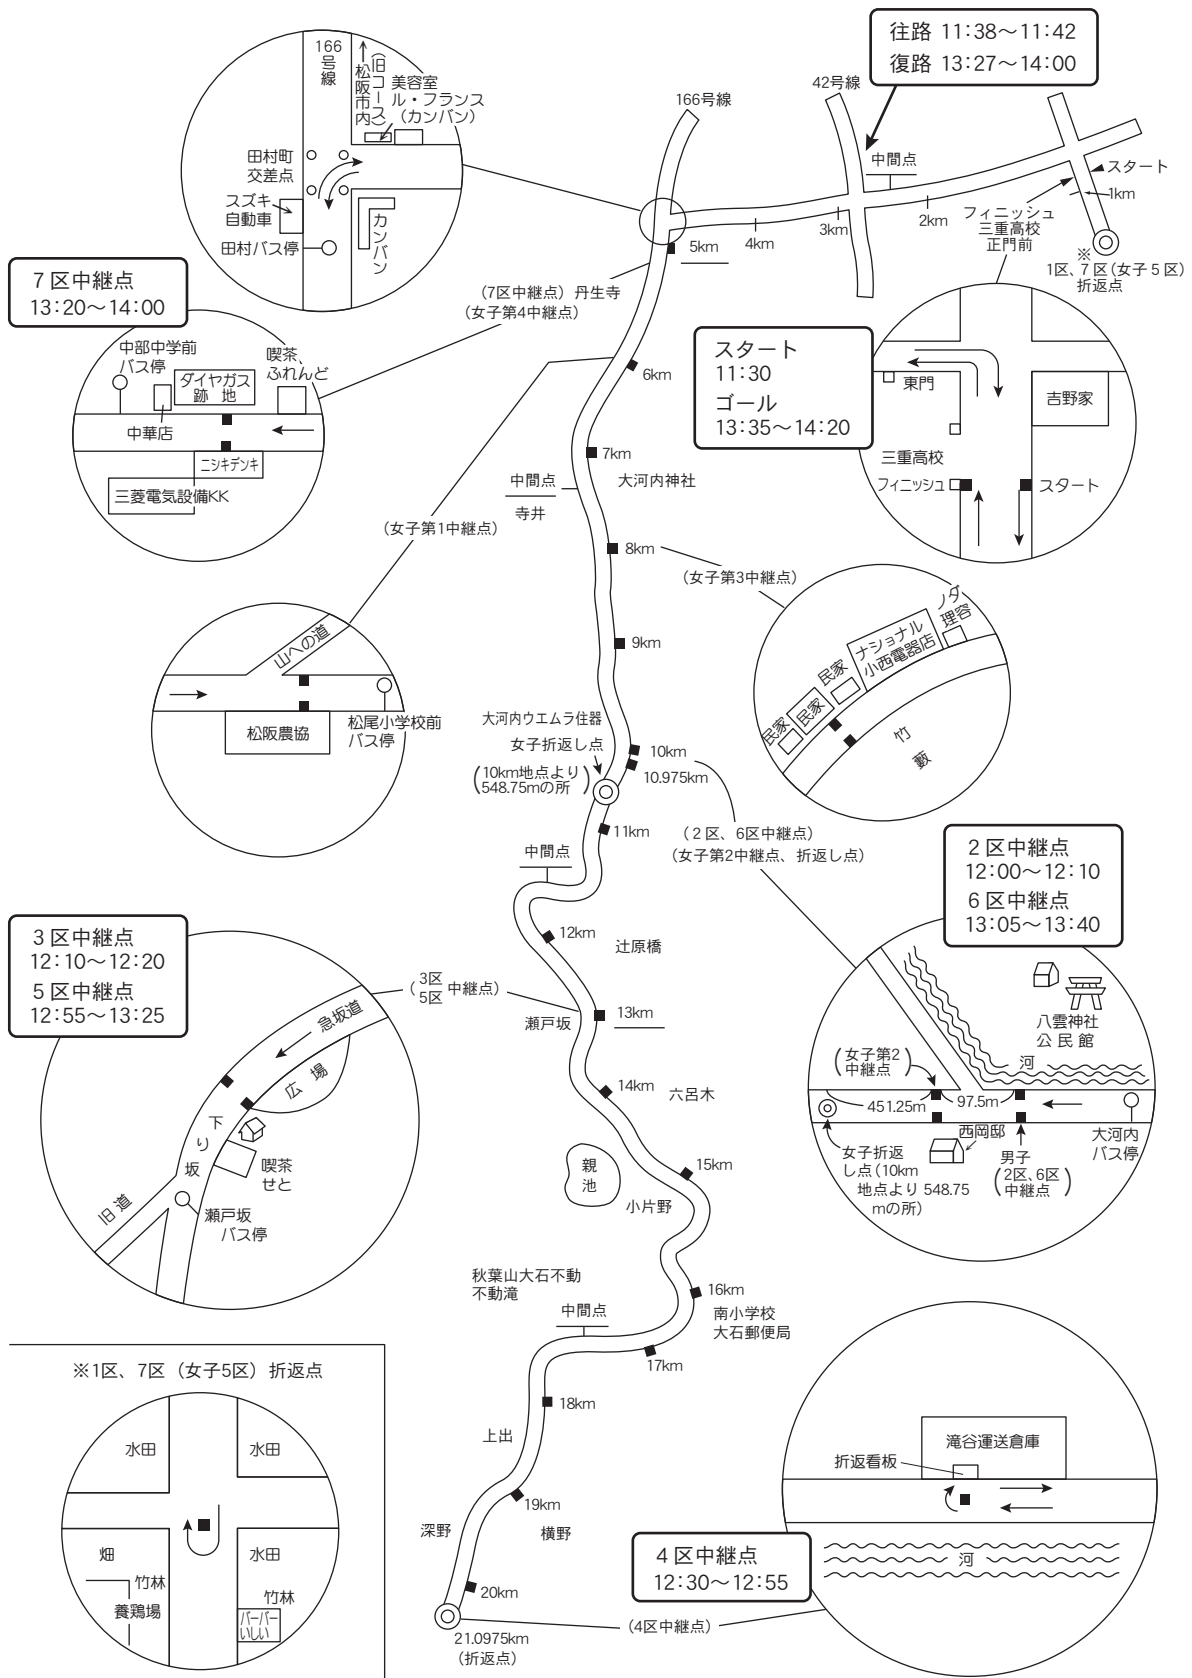 往路 11:38～11:42
復路 13:27～14:00
166号線
↑松阪市内
(旧コース)
美容室
ル・フランス
(カンバン)
田村町
交差点
スズキ
自動車
田村バス停
カンバン
166号線
42号線
中間点
スタート
1km
2km
3km
4km
5km
フィニッシュ
三重高校
正門前
※
1区、7区(女子5区)
折返点
7区中継点
13:20～14:00
(7区中継点) 丹生寺
(女子第4中継点)
中部中学前
バス停
ダイヤガス
跡 地
喫茶、
ふれんど
中華店
ニシキデンキ
三菱電気設備KK
スタート
11:30
ゴール
13:35～14:20
東門
吉野家
三重高校
フィニッシュ
スタート
6km
7km
大河内神社
中間点
寺井
(女子第1中継点)
8km
(女子第3中継点)
山への道
松阪農協
松尾小学校前
バス停
9km
ノダ
理容
ナショナル
小西電器店
民家
民家
民家
竹
藪
大河内ウエムラ住器
女子折返し点
(10km地点より
548.75mの所)
10km
10.975km
11km
(2区、6区中継点)
(女子第2中継点、折返し点)
中間点
2区中継点
12:00～12:10
6区中継点
13:05～13:40
八雲神社
公民館
河
(女子第2
中継点)
451.25m
97.5m
西岡邸
大河内
バス停
女子折返
し点(10km
地点より 548.75
mの所)
男子
(2区、6区
中継点)
3区中継点
12:10～12:20
5区中継点
12:55～13:25
急坂道
広場
下り坂
喫茶
せと
旧道
瀬戸坂
バス停
12km
辻原橋
(3区
5区 中継点)
13km
瀬戸坂
14km
六呂木
親
池
15km
小片野
秋葉山大石不動
不動滝
中間点
16km
南小学校
大石郵便局
17km
18km
上出
19km
深野
横野
20km
21.0975km
(折返点)
(4区中継点)
※1区、7区(女子5区)折返点
水田
水田
畑
水田
竹林
養鶏場
竹林
バーバー
いしい
滝谷運送倉庫
折返看板
河
4区中継点
12:30～12:55